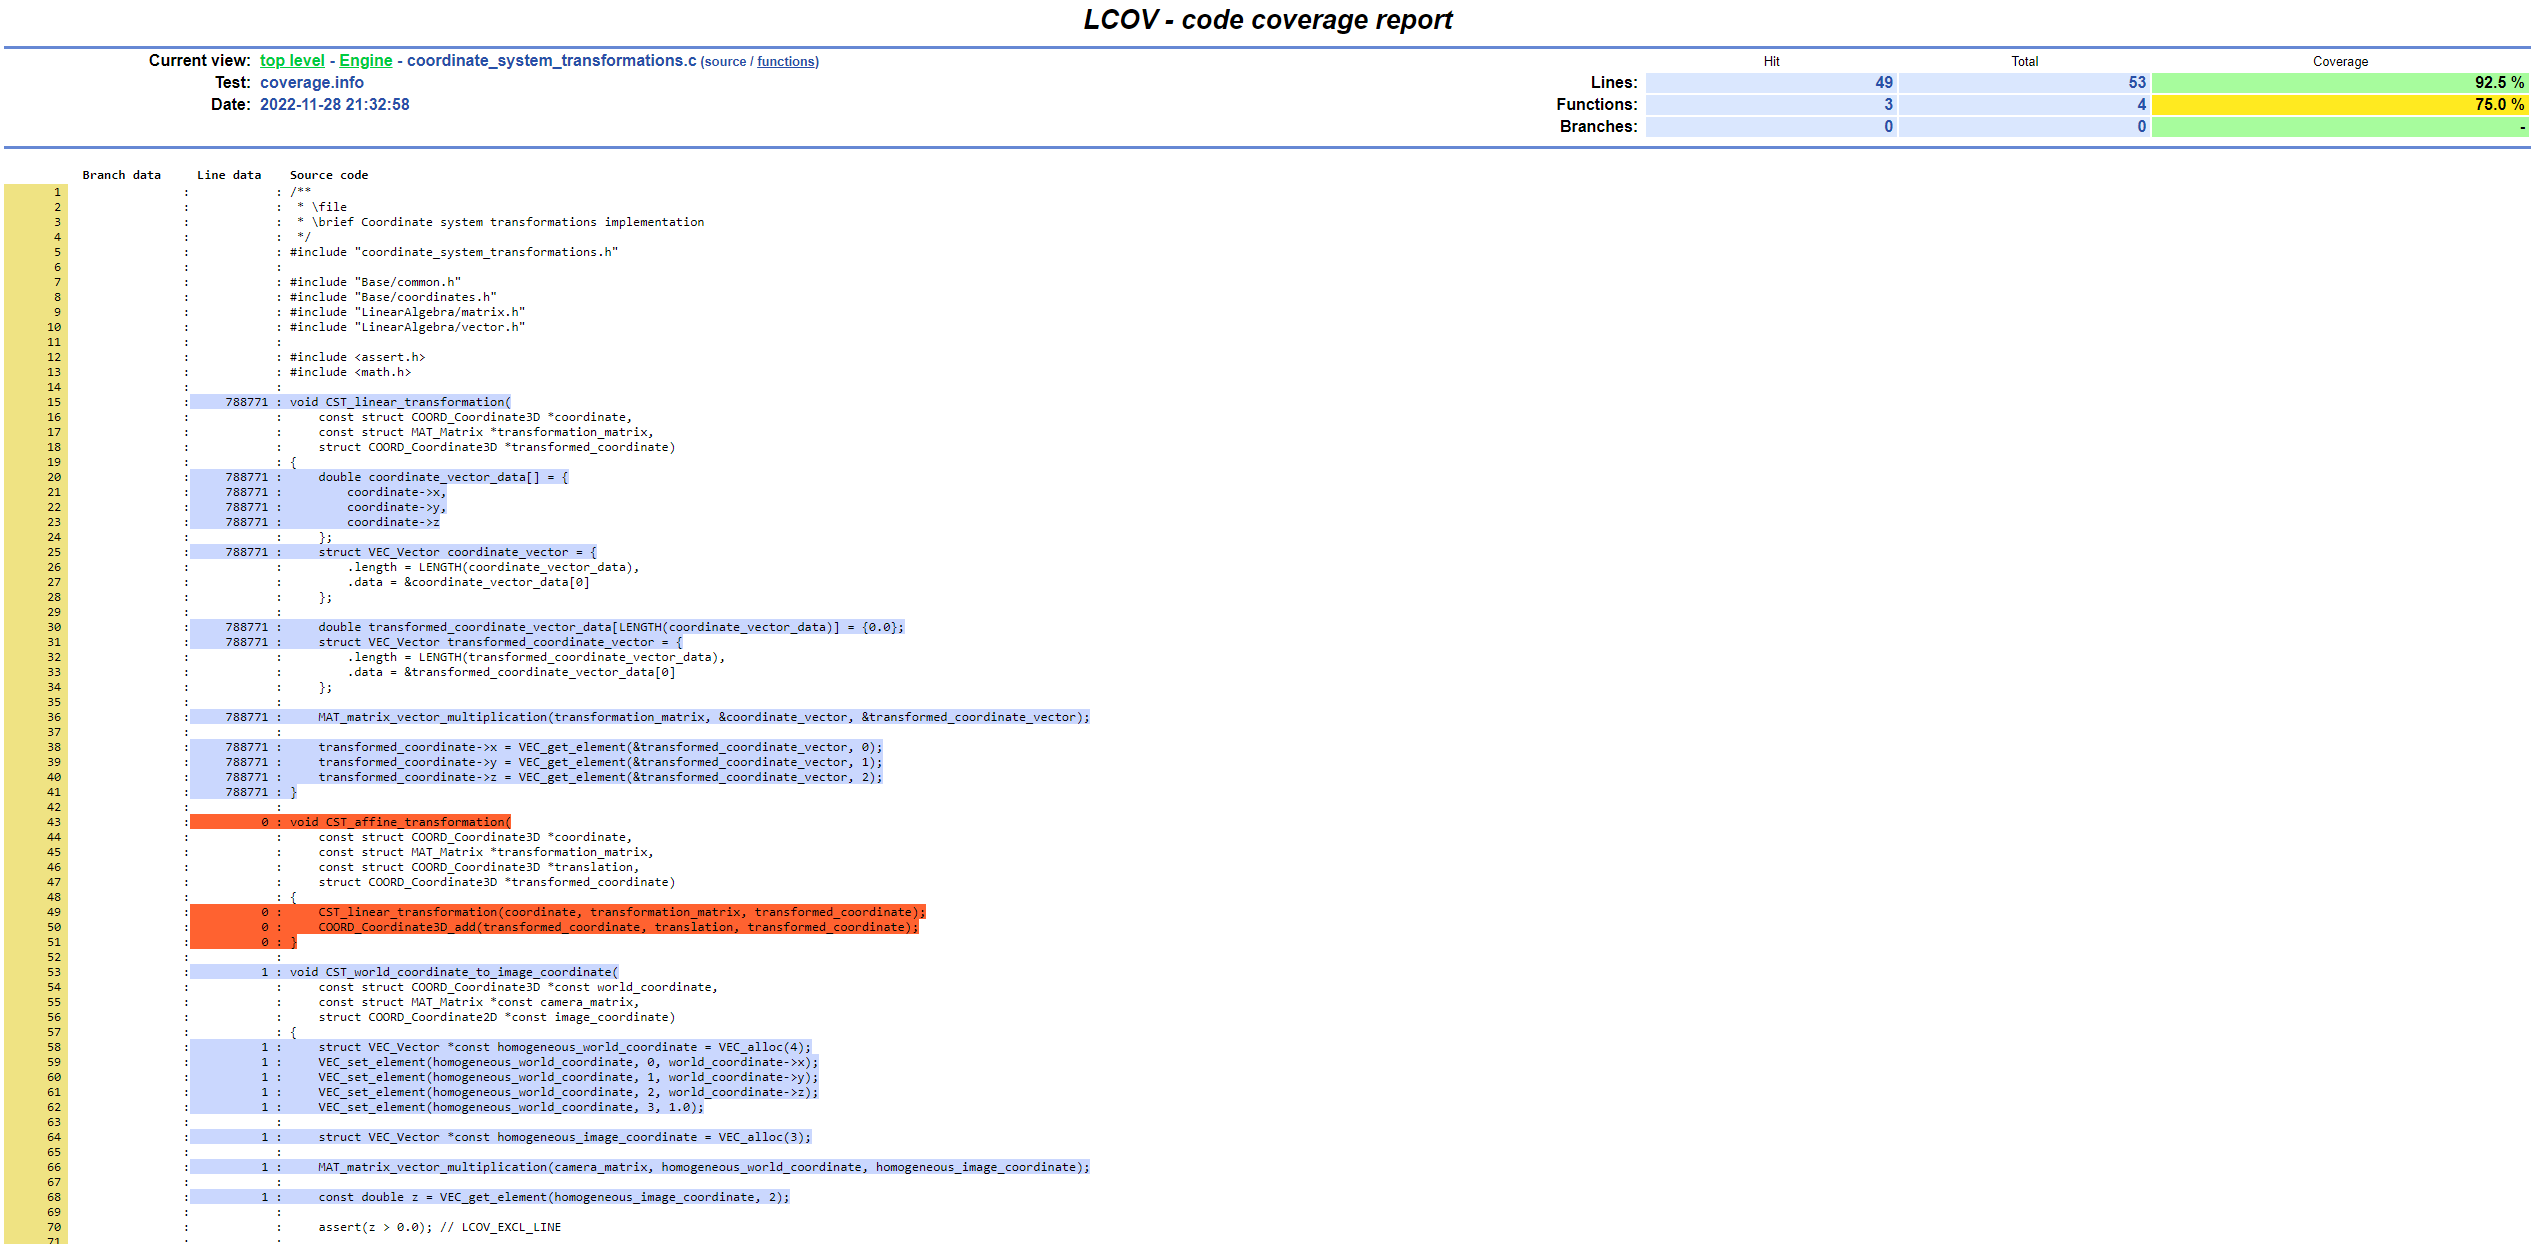 LCOV - code coverage report
Current view: top level - Engine - coordinate_system_transformations.c (source / functions) Hit Total Coverage
Test: coverage.info Lines: 49 53 92.5 %
Date: 2022-11-28 21:32:58 Functions: 3 4 75.0 %
Branches: 0 0 -
Branch data Line data Source code
1 : : /**
2 : : * \file
3 : : * \brief Coordinate system transformations implementation
4 : : */
5 : : #include "coordinate_system_transformations.h"
6 : :
7 : : #include "Base/common.h"
8 : : #include "Base/coordinates.h"
9 : : #include "LinearAlgebra/matrix.h"
10 : : #include "LinearAlgebra/vector.h"
11 : :
12 : : #include <assert.h>
13 : : #include <math.h>
14 : :
15 : 788771 : void CST_linear_transformation(
16 : : const struct COORD_Coordinate3D *coordinate,
17 : : const struct MAT_Matrix *transformation_matrix,
18 : : struct COORD_Coordinate3D *transformed_coordinate)
19 : : {
20 : 788771 : double coordinate_vector_data[] = {
21 : 788771 : coordinate->x,
22 : 788771 : coordinate->y,
23 : 788771 : coordinate->z
24 : : };
25 : 788771 : struct VEC_Vector coordinate_vector = {
26 : : .length = LENGTH(coordinate_vector_data),
27 : : .data = &coordinate_vector_data[0]
28 : : };
29 : :
30 : 788771 : double transformed_coordinate_vector_data[LENGTH(coordinate_vector_data)] = {0.0};
31 : 788771 : struct VEC_Vector transformed_coordinate_vector = {
32 : : .length = LENGTH(transformed_coordinate_vector_data),
33 : : .data = &transformed_coordinate_vector_data[0]
34 : : };
35 : :
36 : 788771 : MAT_matrix_vector_multiplication(transformation_matrix, &coordinate_vector, &transformed_coordinate_vector);
37 : :
38 : 788771 : transformed_coordinate->x = VEC_get_element(&transformed_coordinate_vector, 0);
39 : 788771 : transformed_coordinate->y = VEC_get_element(&transformed_coordinate_vector, 1);
40 : 788771 : transformed_coordinate->z = VEC_get_element(&transformed_coordinate_vector, 2);
41 : 788771 : }
42 : :
43 : 0 : void CST_affine_transformation(
44 : : const struct COORD_Coordinate3D *coordinate,
45 : : const struct MAT_Matrix *transformation_matrix,
46 : : const struct COORD_Coordinate3D *translation,
47 : : struct COORD_Coordinate3D *transformed_coordinate)
48 : : {
49 : 0 : CST_linear_transformation(coordinate, transformation_matrix, transformed_coordinate);
50 : 0 : COORD_Coordinate3D_add(transformed_coordinate, translation, transformed_coordinate);
51 : 0 : }
52 : :
53 : 1 : void CST_world_coordinate_to_image_coordinate(
54 : : const struct COORD_Coordinate3D *const world_coordinate,
55 : : const struct MAT_Matrix *const camera_matrix,
56 : : struct COORD_Coordinate2D *const image_coordinate)
57 : : {
58 : 1 : struct VEC_Vector *const homogeneous_world_coordinate = VEC_alloc(4);
59 : 1 : VEC_set_element(homogeneous_world_coordinate, 0, world_coordinate->x);
60 : 1 : VEC_set_element(homogeneous_world_coordinate, 1, world_coordinate->y);
61 : 1 : VEC_set_element(homogeneous_world_coordinate, 2, world_coordinate->z);
62 : 1 : VEC_set_element(homogeneous_world_coordinate, 3, 1.0);
63 : :
64 : 1 : struct VEC_Vector *const homogeneous_image_coordinate = VEC_alloc(3);
65 : :
66 : 1 : MAT_matrix_vector_multiplication(camera_matrix, homogeneous_world_coordinate, homogeneous_image_coordinate);
67 : :
68 : 1 : const double z = VEC_get_element(homogeneous_image_coordinate, 2);
69 : :
70 : : assert(z > 0.0); // LCOV_EXCL_LINE
71 : :